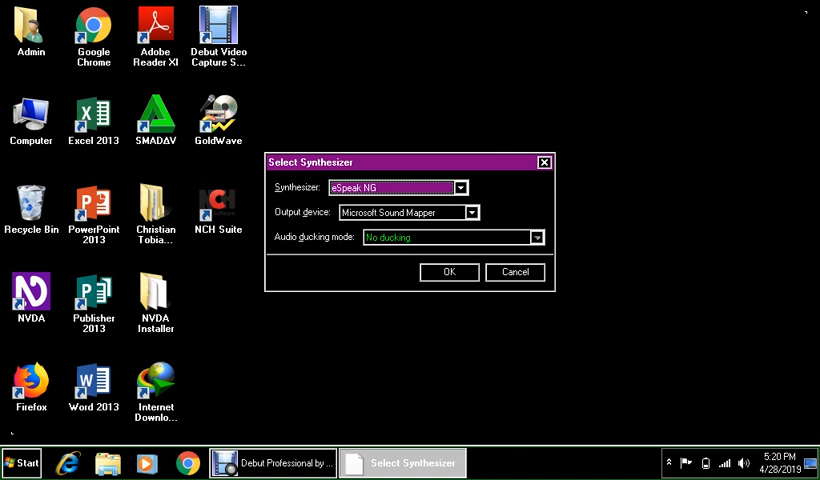 Admin
Google
Chrome
Adobe
Reader XI
Debut Video
Capture S...
Computer
Excel 2013
SMADΔV
GoldWave
Recycle Bin
PowerPoint
2013
Christian
Tobia...
NCH
NCH Suite
NVDA
Publisher
2013
NVDA
Installer
Firefox
Word 2013
Internet
Downlo...
Select Synthesizer
Synthesizer: eSpeak NG
Output device: Microsoft Sound Mapper
Audio ducking mode: No ducking
OK Cancel
Start
Debut Professional by ...
Select Synthesizer
5:20 PM
4/28/2019